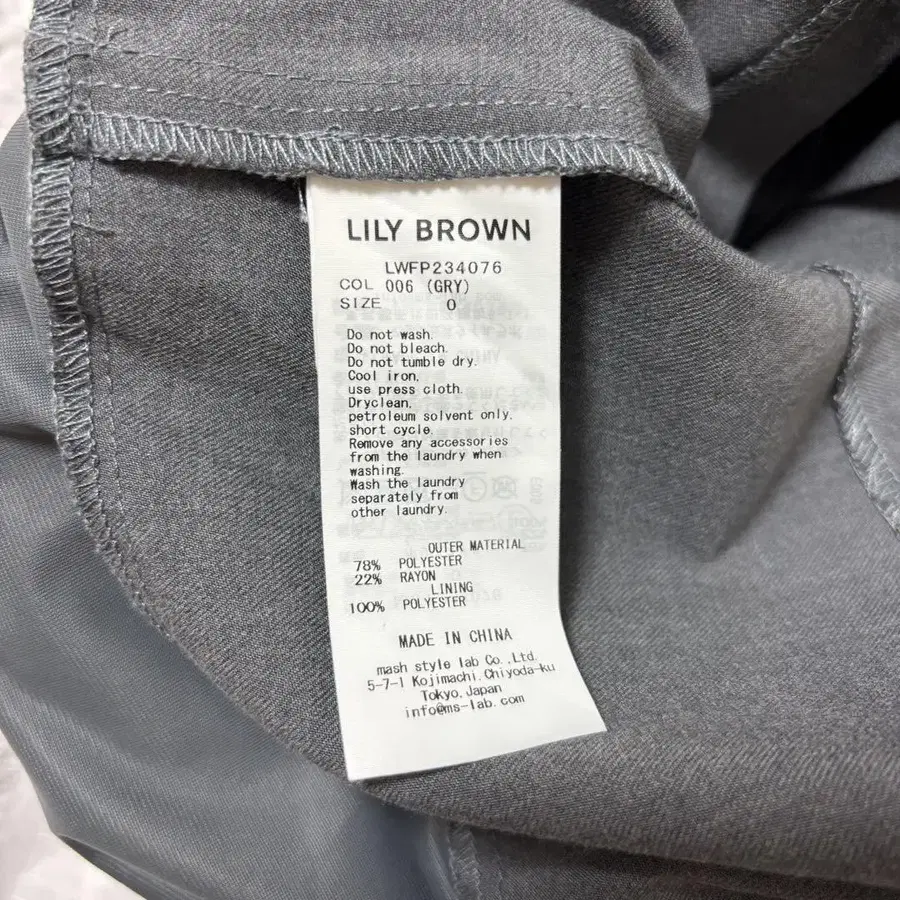 LILY BROWN
LWFP234076
COL 006 (GRY)
SIZE 0
Do not wash.
Do not bleach.
Do not tumble dry.
Cool iron,
use press cloth.
Dryclean,
petroleum solvent only.
short cycle.
Remove any accessories
from the laundry when
washing.
Wash the laundry
separately from
other laundry.
OUTER MATERIAL
78% POLYESTER
22% RAYON
LINING
100% POLYESTER
MADE IN CHINA
mash style lab Co.,Ltd.
5-7-1 Kojimachi.Chiyoda-ku
Tokyo.Japan
info@ms-lab.com